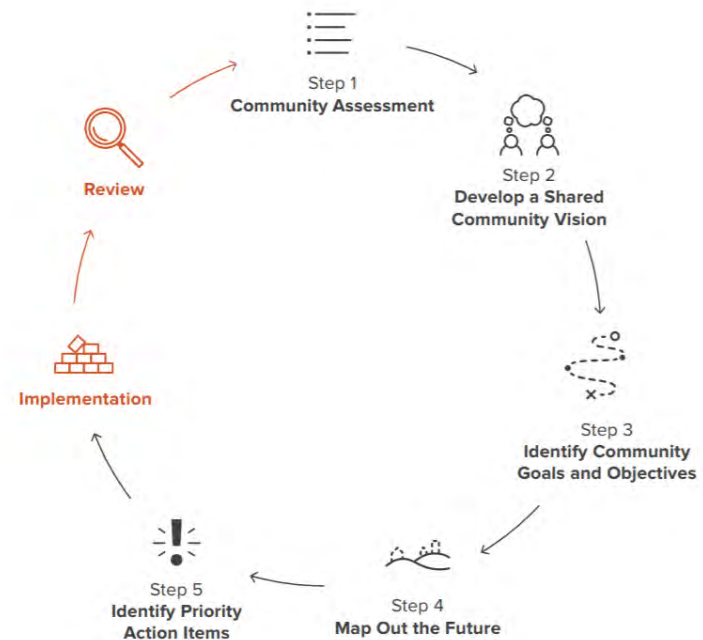 Step 1
Community Assessment
Step 2
Develop a Shared
Community Vision
Step 3
Identify Community
Goals and Objectives
Step 4
Map Out the Future
Step 5
Identify Priority
Action Items
Implementation
Review